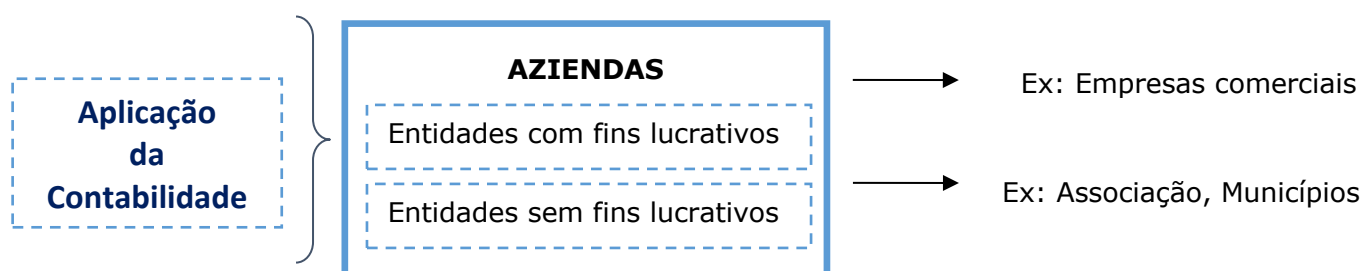 Aplicação
da
Contabilidade
AZIENDAS
Entidades com fins lucrativos
Entidades sem fins lucrativos
Ex: Empresas comerciais
Ex: Associação, Municípios